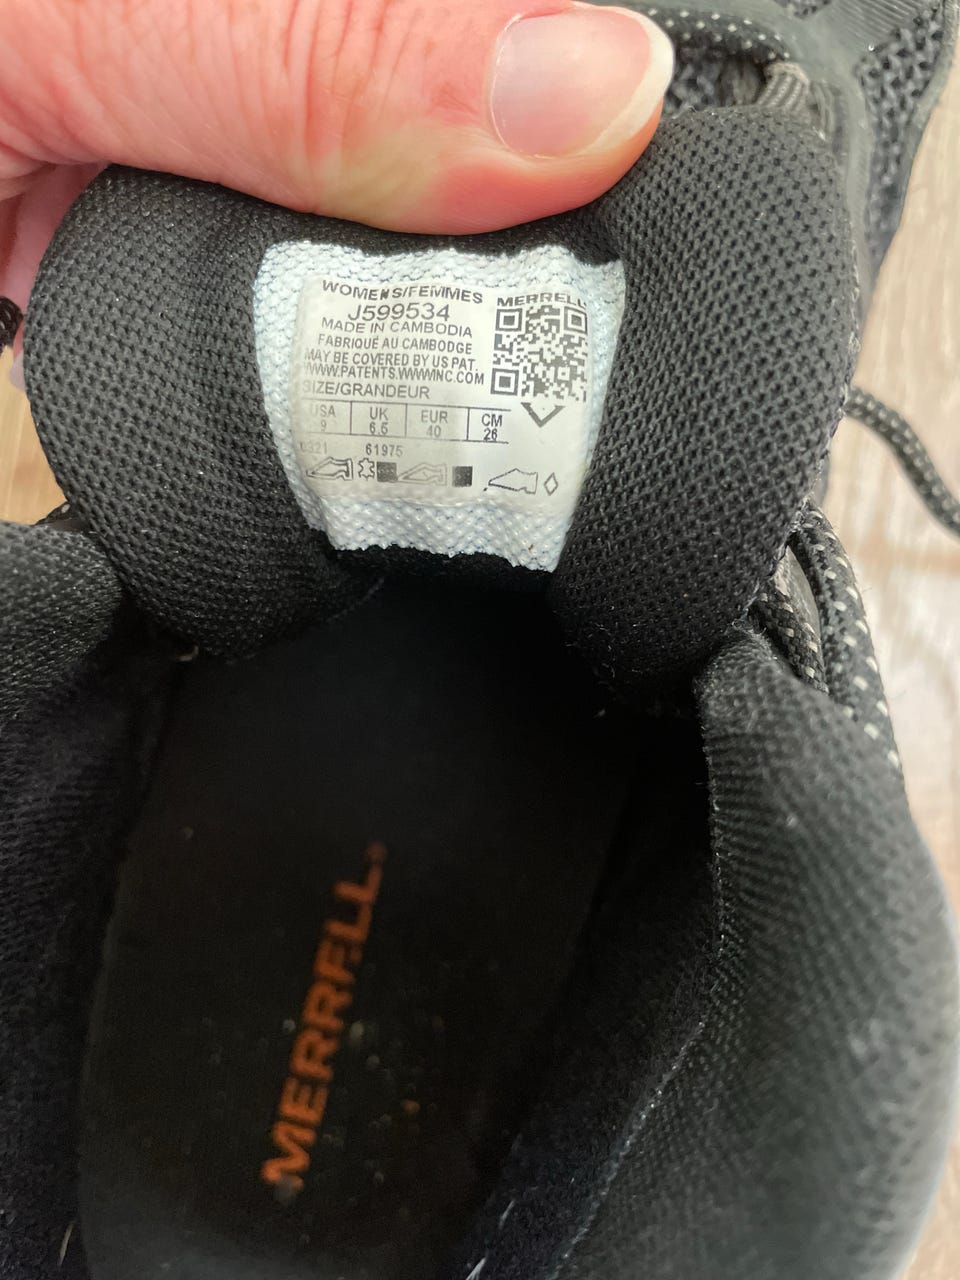 WOMENS/FEMMES
J599534
MADE IN CAMBODIA
FABRIQUÉ AU CAMBODGE
MAY BE COVERED BY US PAT.
WWW.PATENTS.WWWINC.COM
SIZE/GRANDEUR
USA UK EUR CM
9 6.5 40 26
0321 61975
MERRELL
MERRELL